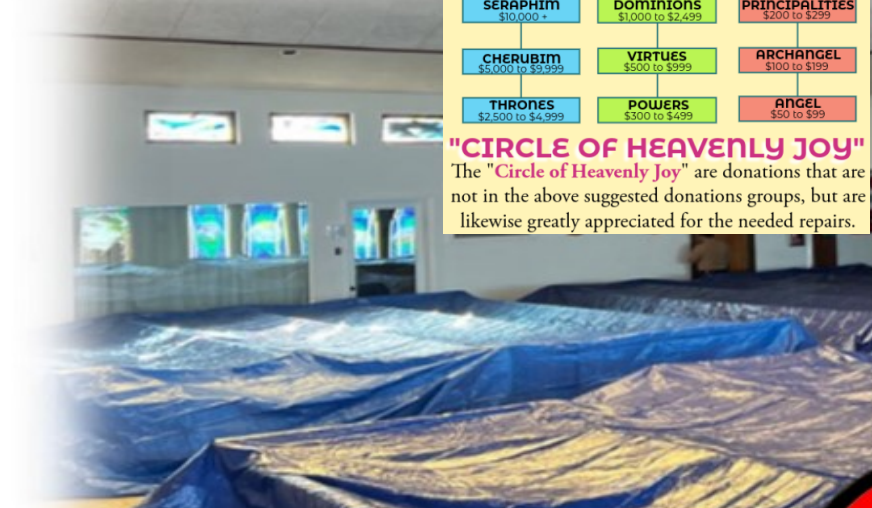 SERAPHIM
$10,000 +
DOMINIONS
$1,000 to $2,499
PRINCIPALITIES
$200 to $299
CHERUBIM
$5,000 to $9,999
VIRTUES
$500 to $999
ARCHANGEL
$100 to $199
THRONES
$2,500 to $4,999
POWERS
$300 to $499
ANGEL
$50 to $99
"CIRCLE OF HEAVENLY JOY"
The "Circle of Heavenly Joy" are donations that are
not in the above suggested donations groups, but are
likewise greatly appreciated for the needed repairs.